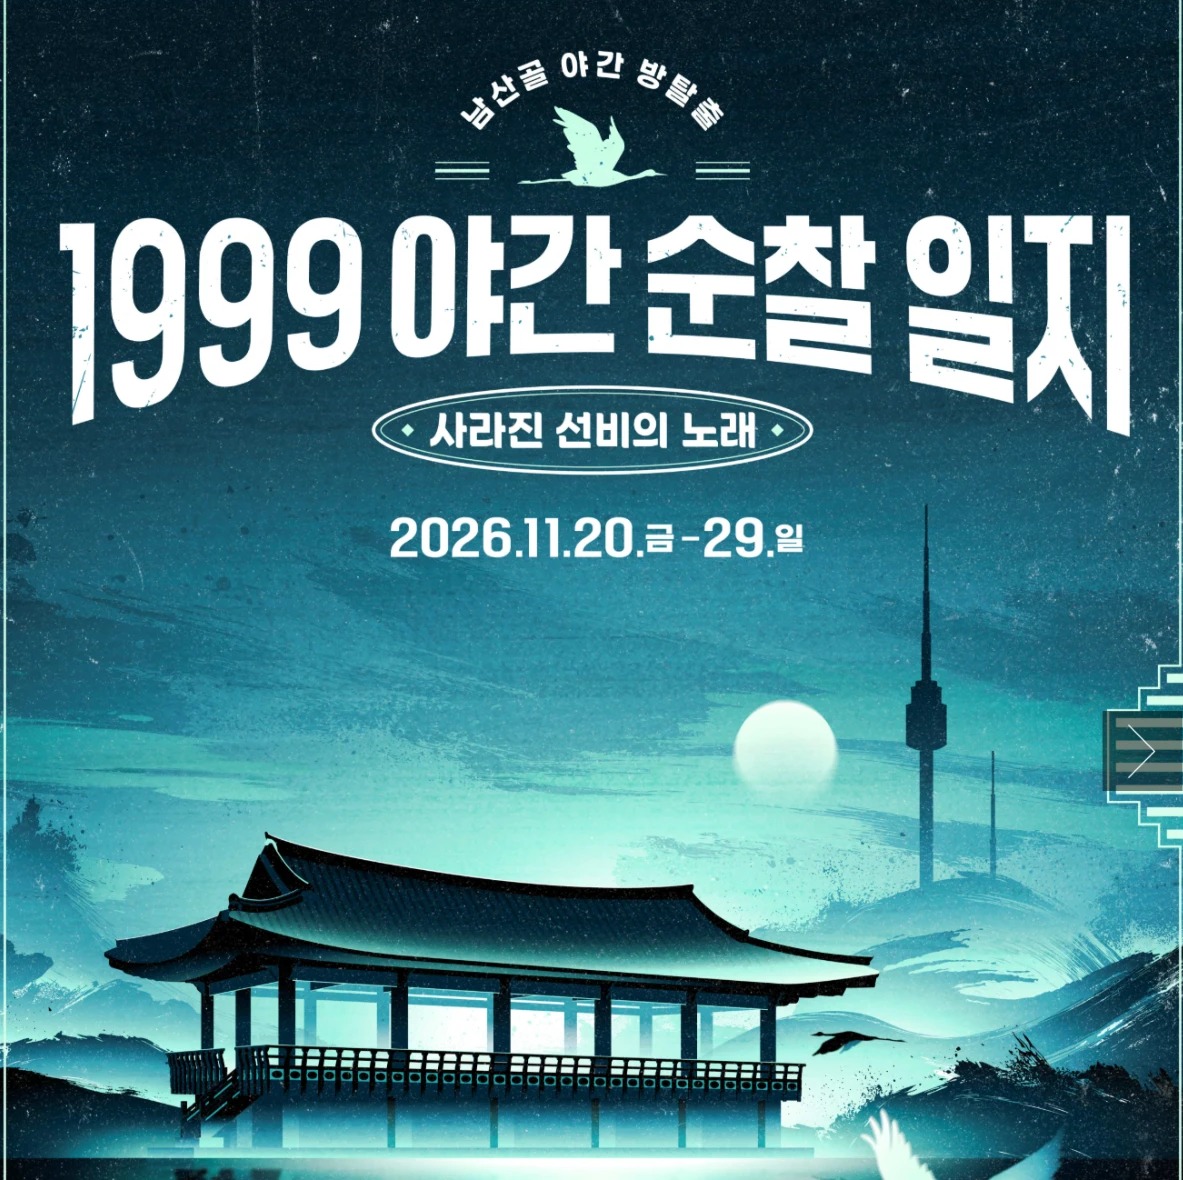 남산골 야간 방탈출
1999 야간 순찰 일지
사라진 선비의 노래
2026.11.20.금-29.일